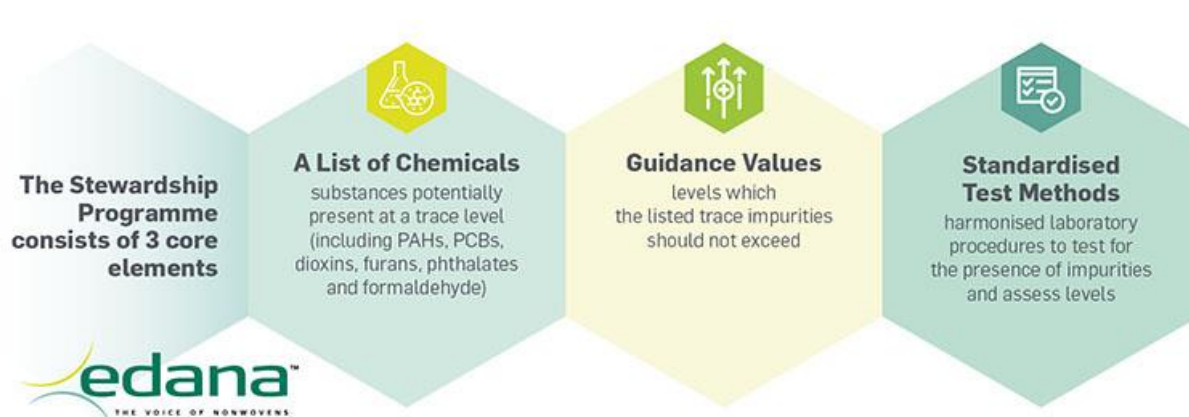 The Stewardship
Programme
consists of 3 core
elements
A List of Chemicals
substances potentially
present at a trace level
(including PAHs, PCBs,
dioxins, furans, phthalates
and formaldehyde)
Guidance Values
levels which
the listed trace impurities
should not exceed
Standardised
Test Methods
harmonised laboratory
procedures to test for
the presence of impurities
and assess levels
edana™
THE VOICE OF NONWOVENS